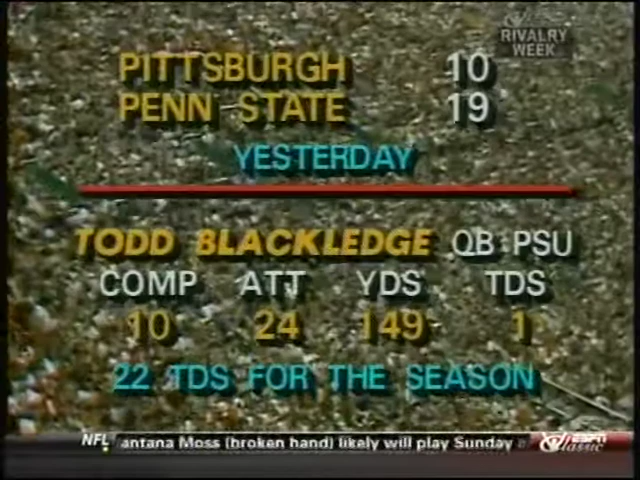 RIVALRY
WEEK
PITTSBURGH 10
PENN STATE 19
YESTERDAY
TODD BLACKLEDGE QB PSU
COMP ATT YDS TDS
10 24 149 1
22 TDS FOR THE SEASON
NFL antana Moss (broken hand) likely will play Sunday ESPN
Classic